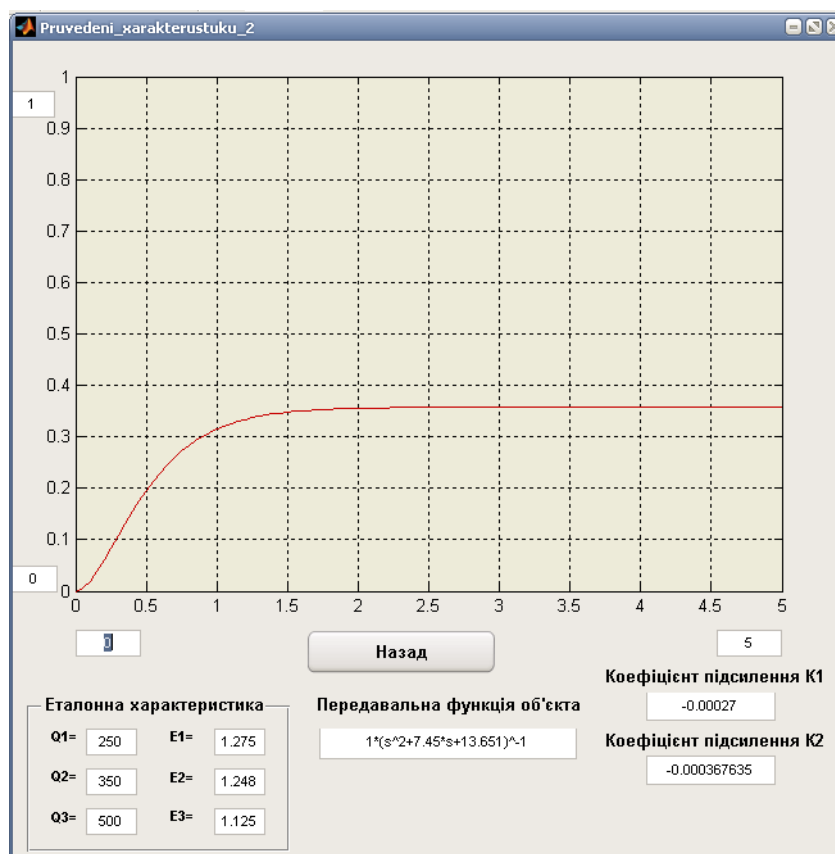 Pruvedeni_xarakterustuku_2
1
1
0.9
0.8
0.7
0.6
0.5
0.4
0.3
0.2
0.1
0
0
0 0.5 1 1.5 2 2.5 3 3.5 4 4.5 5
0
Назад
5
Коефіцієнт підсилення К1
-0.00027
Коефіцієнт підсилення К2
-0.000367635
Передавальна функція об'єкта
1*(s^2+7.45*s+13.651)^-1
Еталонна характеристика
Q1= 250 E1= 1.275
Q2= 350 E2= 1.248
Q3= 500 E3= 1.125